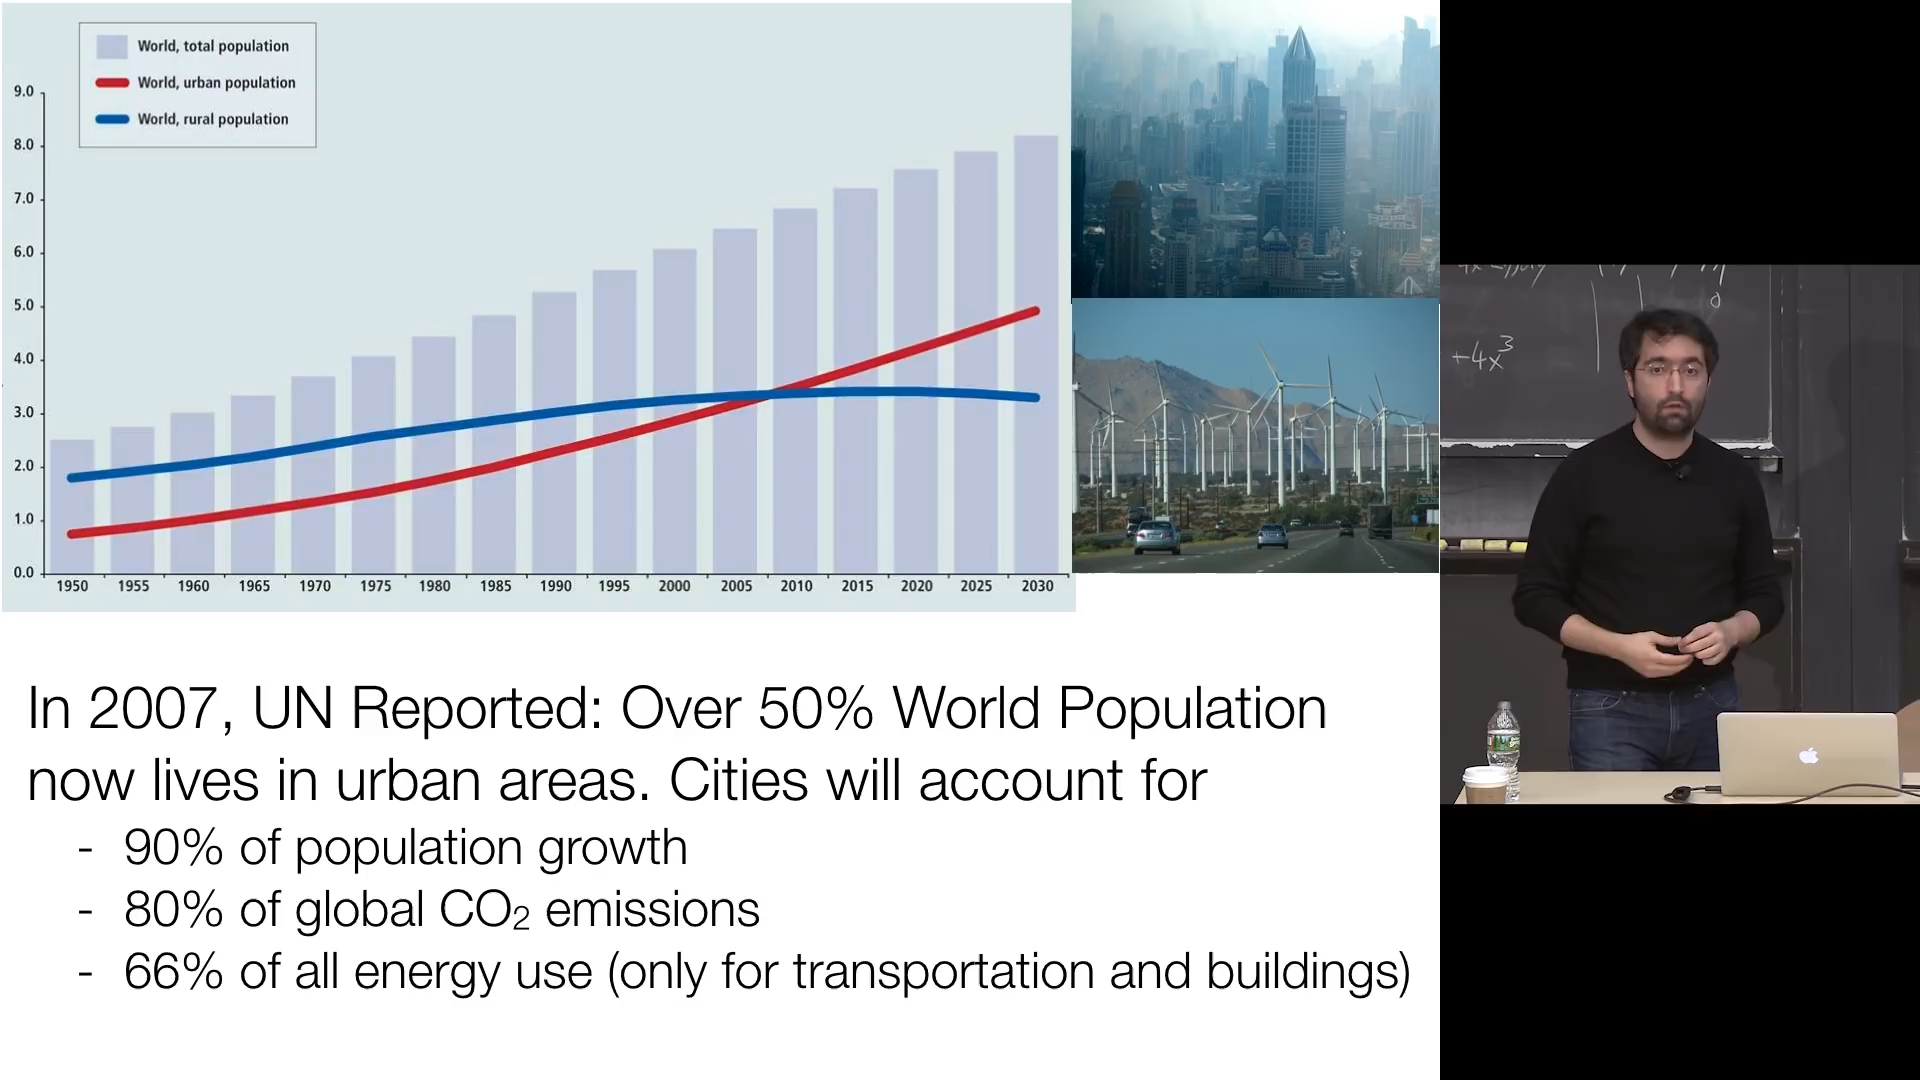 World, total population
World, urban population
World, rural population
9.0
8.0
7.0
6.0
5.0
4.0
3.0
2.0
1.0
0.0
1950 1955 1960 1965 1970 1975 1980 1985 1990 1995 2000 2005 2010 2015 2020 2025 2030
In 2007, UN Reported: Over 50% World Population
now lives in urban areas. Cities will account for
- 90% of population growth
- 80% of global CO2 emissions
- 66% of all energy use (only for transportation and buildings)
+4x³